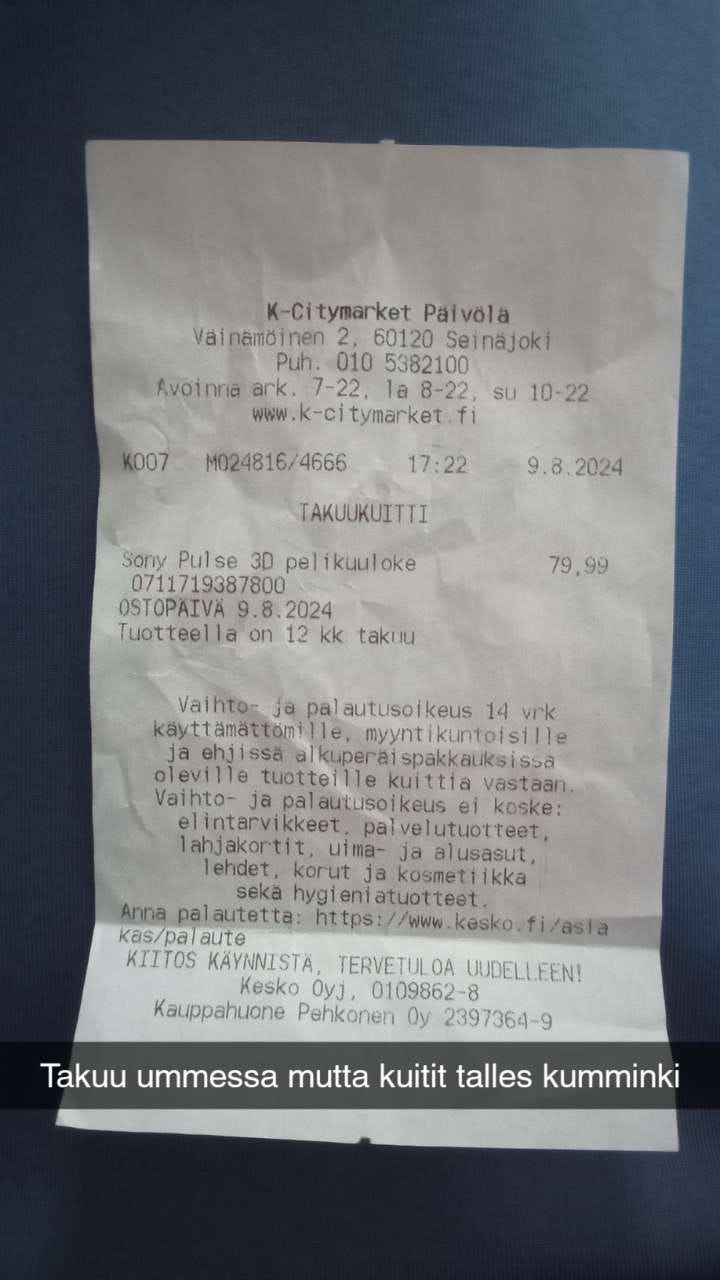 K-Citymarket Päivölä
Väinämöinen 2, 60120 Seinäjoki
Puh. 010 5382100
Avoinna ark. 7-22, la 8-22, su 10-22
www.k-citymarket.fi
K007 M024816/4666 17:22 9.8.2024
TAKUUKUITTI
Sony Pulse 3D pelikuuloke 79,99
0711719387800
OSTOPÄIVÄ 9.8.2024
Tuotteella on 12 kk takuu
Vaihto- ja palautusoikeus 14 vrk
käyttämättömille, myyntikuntoisille
ja ehjissä alkuperäispakkauksissa
oleville tuotteille kuittia vastaan.
Vaihto- ja palautusoikeus ei koske:
elintarvikkeet, palvelutuotteet,
lahjakortit, uima- ja alusasut,
lehdet, korut ja kosmetiikka
sekä hygieniatuotteet.
Anna palautetta: https://www.kesko.fi/asia
kas/palaute
KIITOS KÄYNNISTÄ, TERVETULOA UUDELLEEN!
Kesko Oyj, 0109862-8
Kauppahuone Pehkonen Oy 2397364-9
Takuu ummessa mutta kuitit talles kumminki